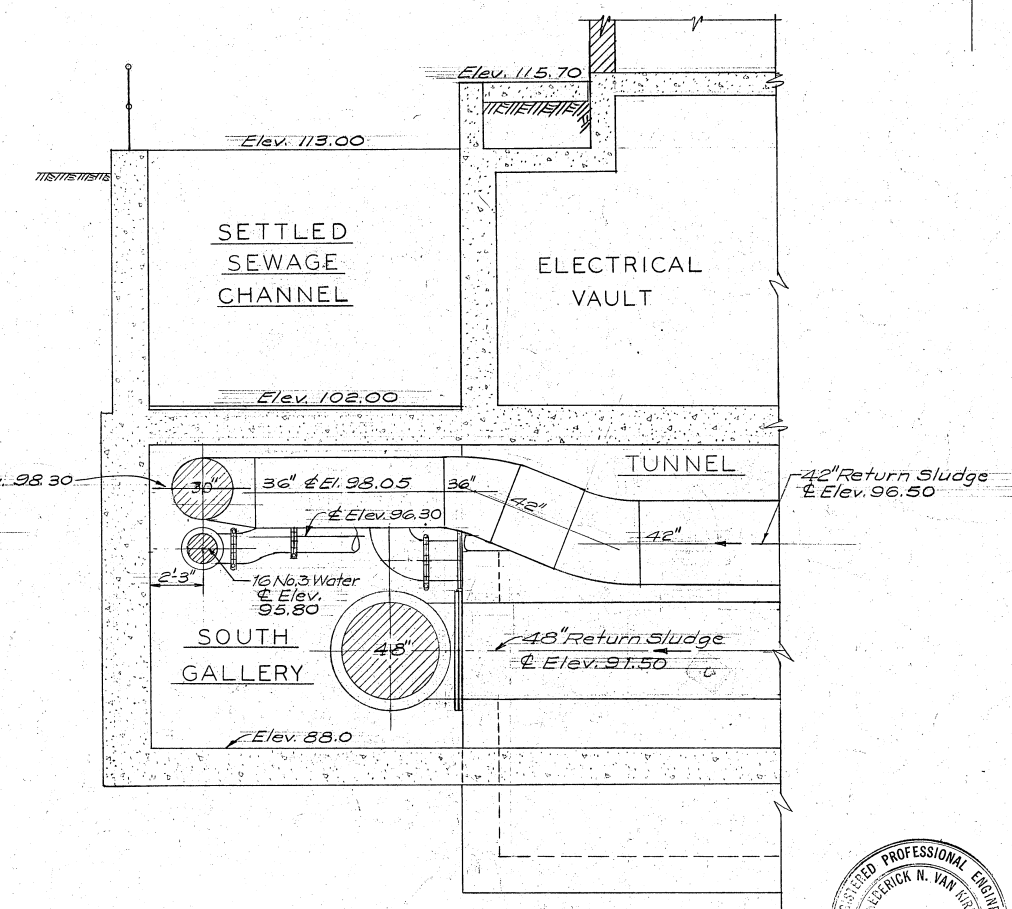 Elev. 115.70
Elev. 113.00
SETTLED
SEWAGE
CHANNEL
ELECTRICAL
VAULT
Elev. 102.00
TUNNEL
98.30
30"
36" ℄ El. 98.05
36"
42"
42"
42" Return Sludge
℄ Elev. 96.50
℄ Elev. 96.30
2'-3"
16 No.3 Water
℄ Elev.
95.80
SOUTH
GALLERY
48"
48" Return Sludge
℄ Elev. 91.50
Elev. 88.0
PROFESSIONAL
N. VAN